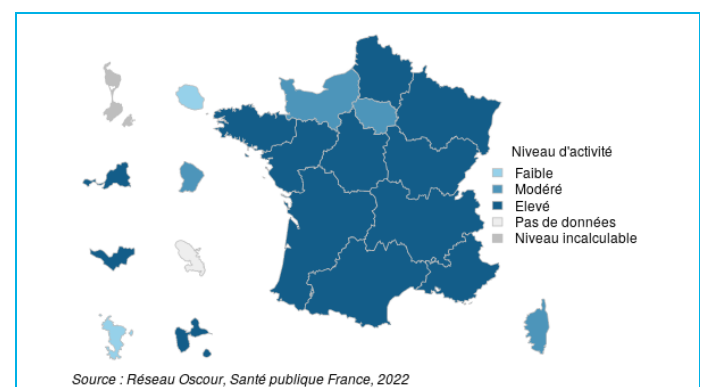 Niveau d'activité
Faible
Modéré
Elevé
Pas de données
Niveau incalculable
Source : Réseau Oscour, Santé publique France, 2022